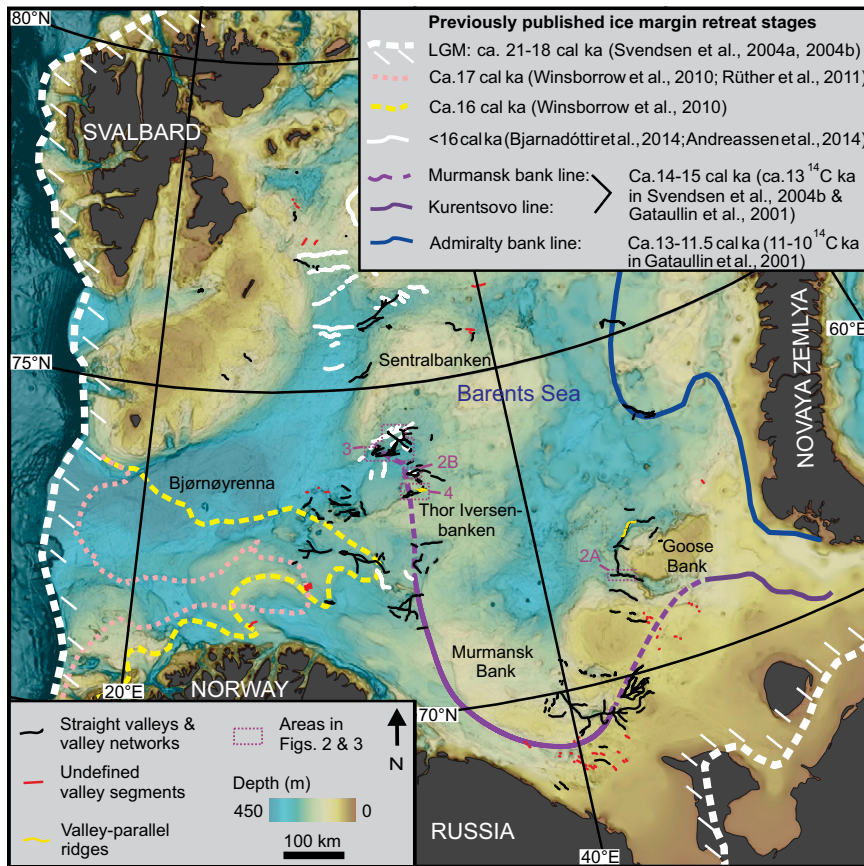 80°N
Previously published ice margin retreat stages
LGM: ca. 21-18 cal ka (Svendsen et al., 2004a, 2004b)
Ca.17 cal ka (Winsborrow et al., 2010; Rüther et al., 2011)
Ca.16 cal ka (Winsborrow et al., 2010)
<16 cal ka (Bjarnadóttir et al., 2014; Andreassen et al., 2014)
Murmansk bank line:
Kurentsovo line:
Ca.14-15 cal ka (ca.13 ¹⁴C ka
in Svendsen et al., 2004b &
Gataullin et al., 2001)
Admiralty bank line:
Ca.13-11.5 cal ka (11-10 ¹⁴C ka
in Gataullin et al., 2001)
SVALBARD
60°E
NOVAYA ZEMLYA
75°N
Sentralbanken
Barents Sea
3
2B
4
Bjørnøyrenna
Thor Iversen-
banken
Goose
Bank
2A
Murmansk
Bank
20°E
NORWAY
70°N
RUSSIA
40°E
Straight valleys &
valley networks
Undefined
valley segments
Valley-parallel
ridges
Areas in
Figs. 2 & 3
N
Depth (m)
450
0
100 km